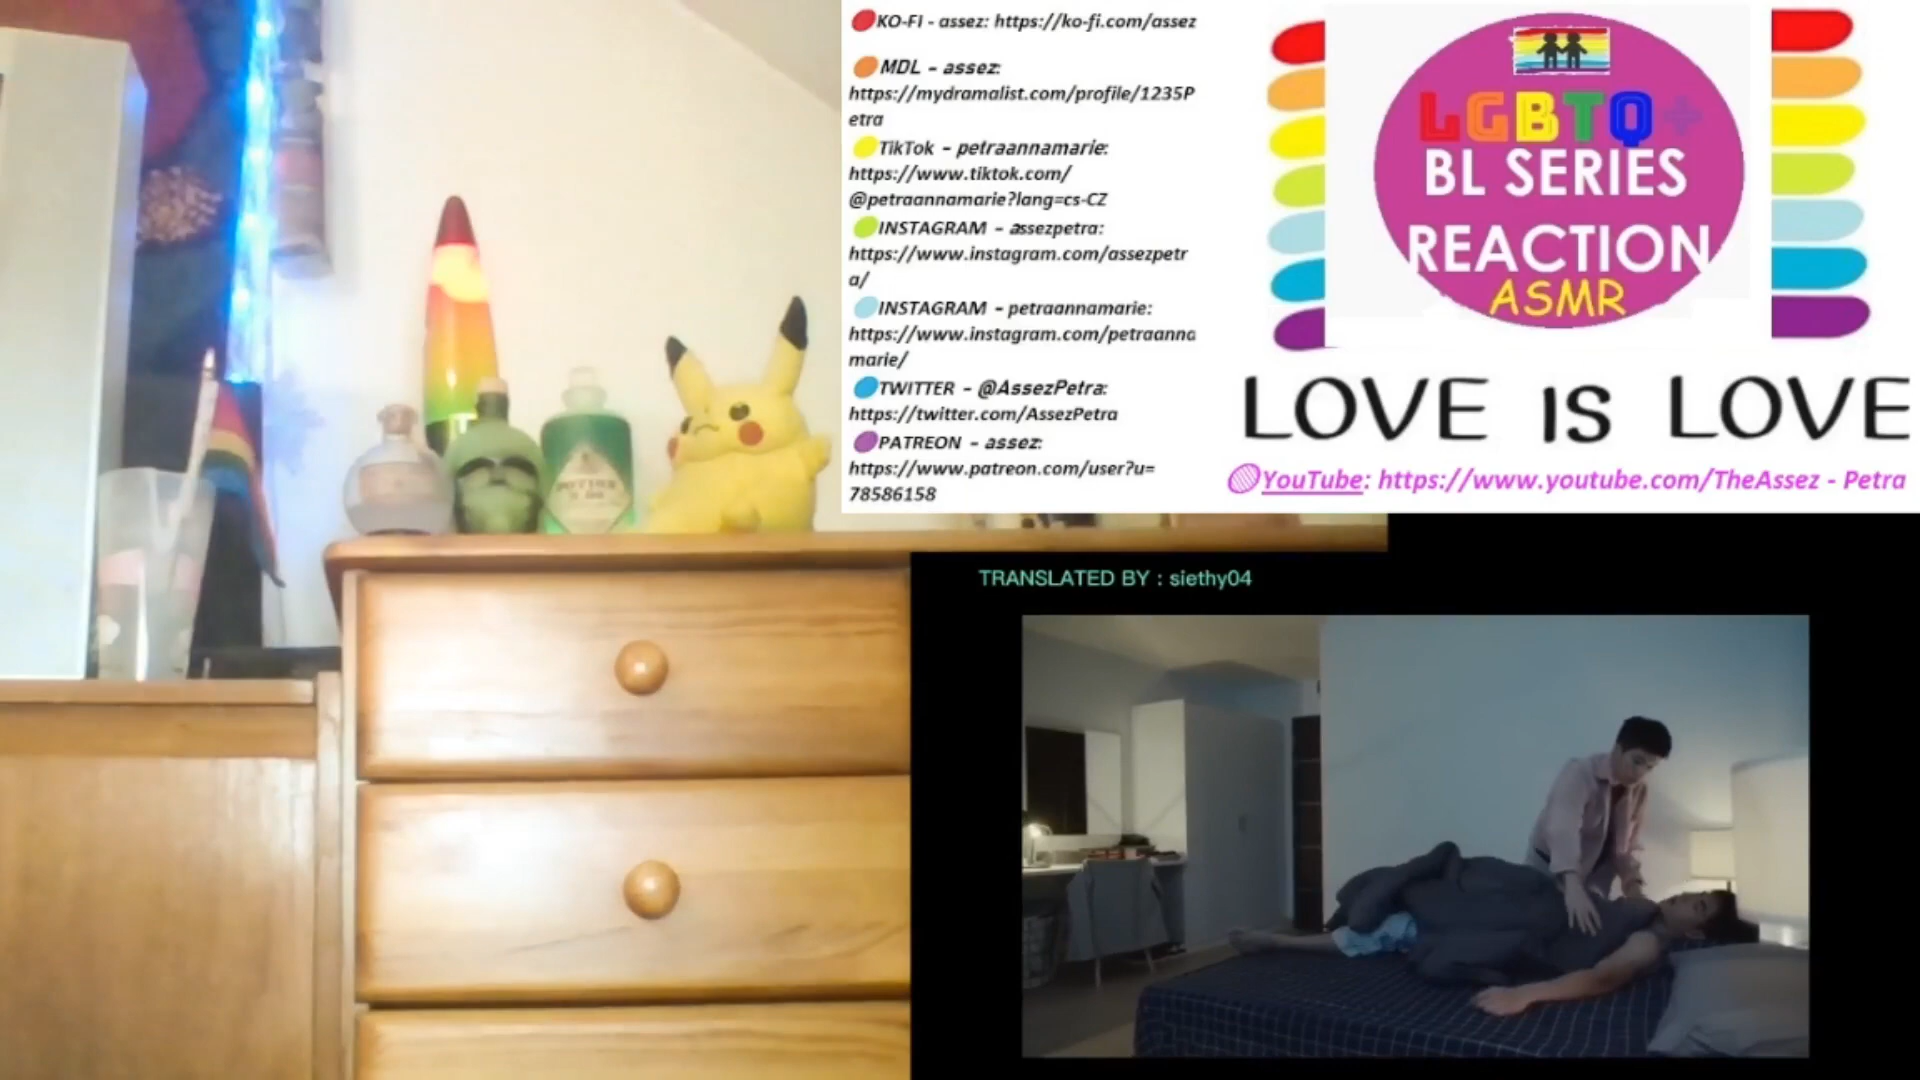 KO-FI - assez: https://ko-fi.com/assez
MDL - assez:
https://mydramalist.com/profile/1235P
etra
TikTok - petraannamarie:
https://www.tiktok.com/
@petraannamarie?lang=cs-CZ
INSTAGRAM - assezpetra:
https://www.instagram.com/assezpetr
a/
INSTAGRAM - petraannamarie:
https://www.instagram.com/petraanna
marie/
TWITTER - @AssezPetra:
https://twitter.com/AssezPetra
PATREON - assez:
https://www.patreon.com/user?u=
78586158
LGBTQ+
BL SERIES
REACTION
ASMR
LOVE IS LOVE
YouTube: https://www.youtube.com/TheAssez - Petra
TRANSLATED BY : siethy04